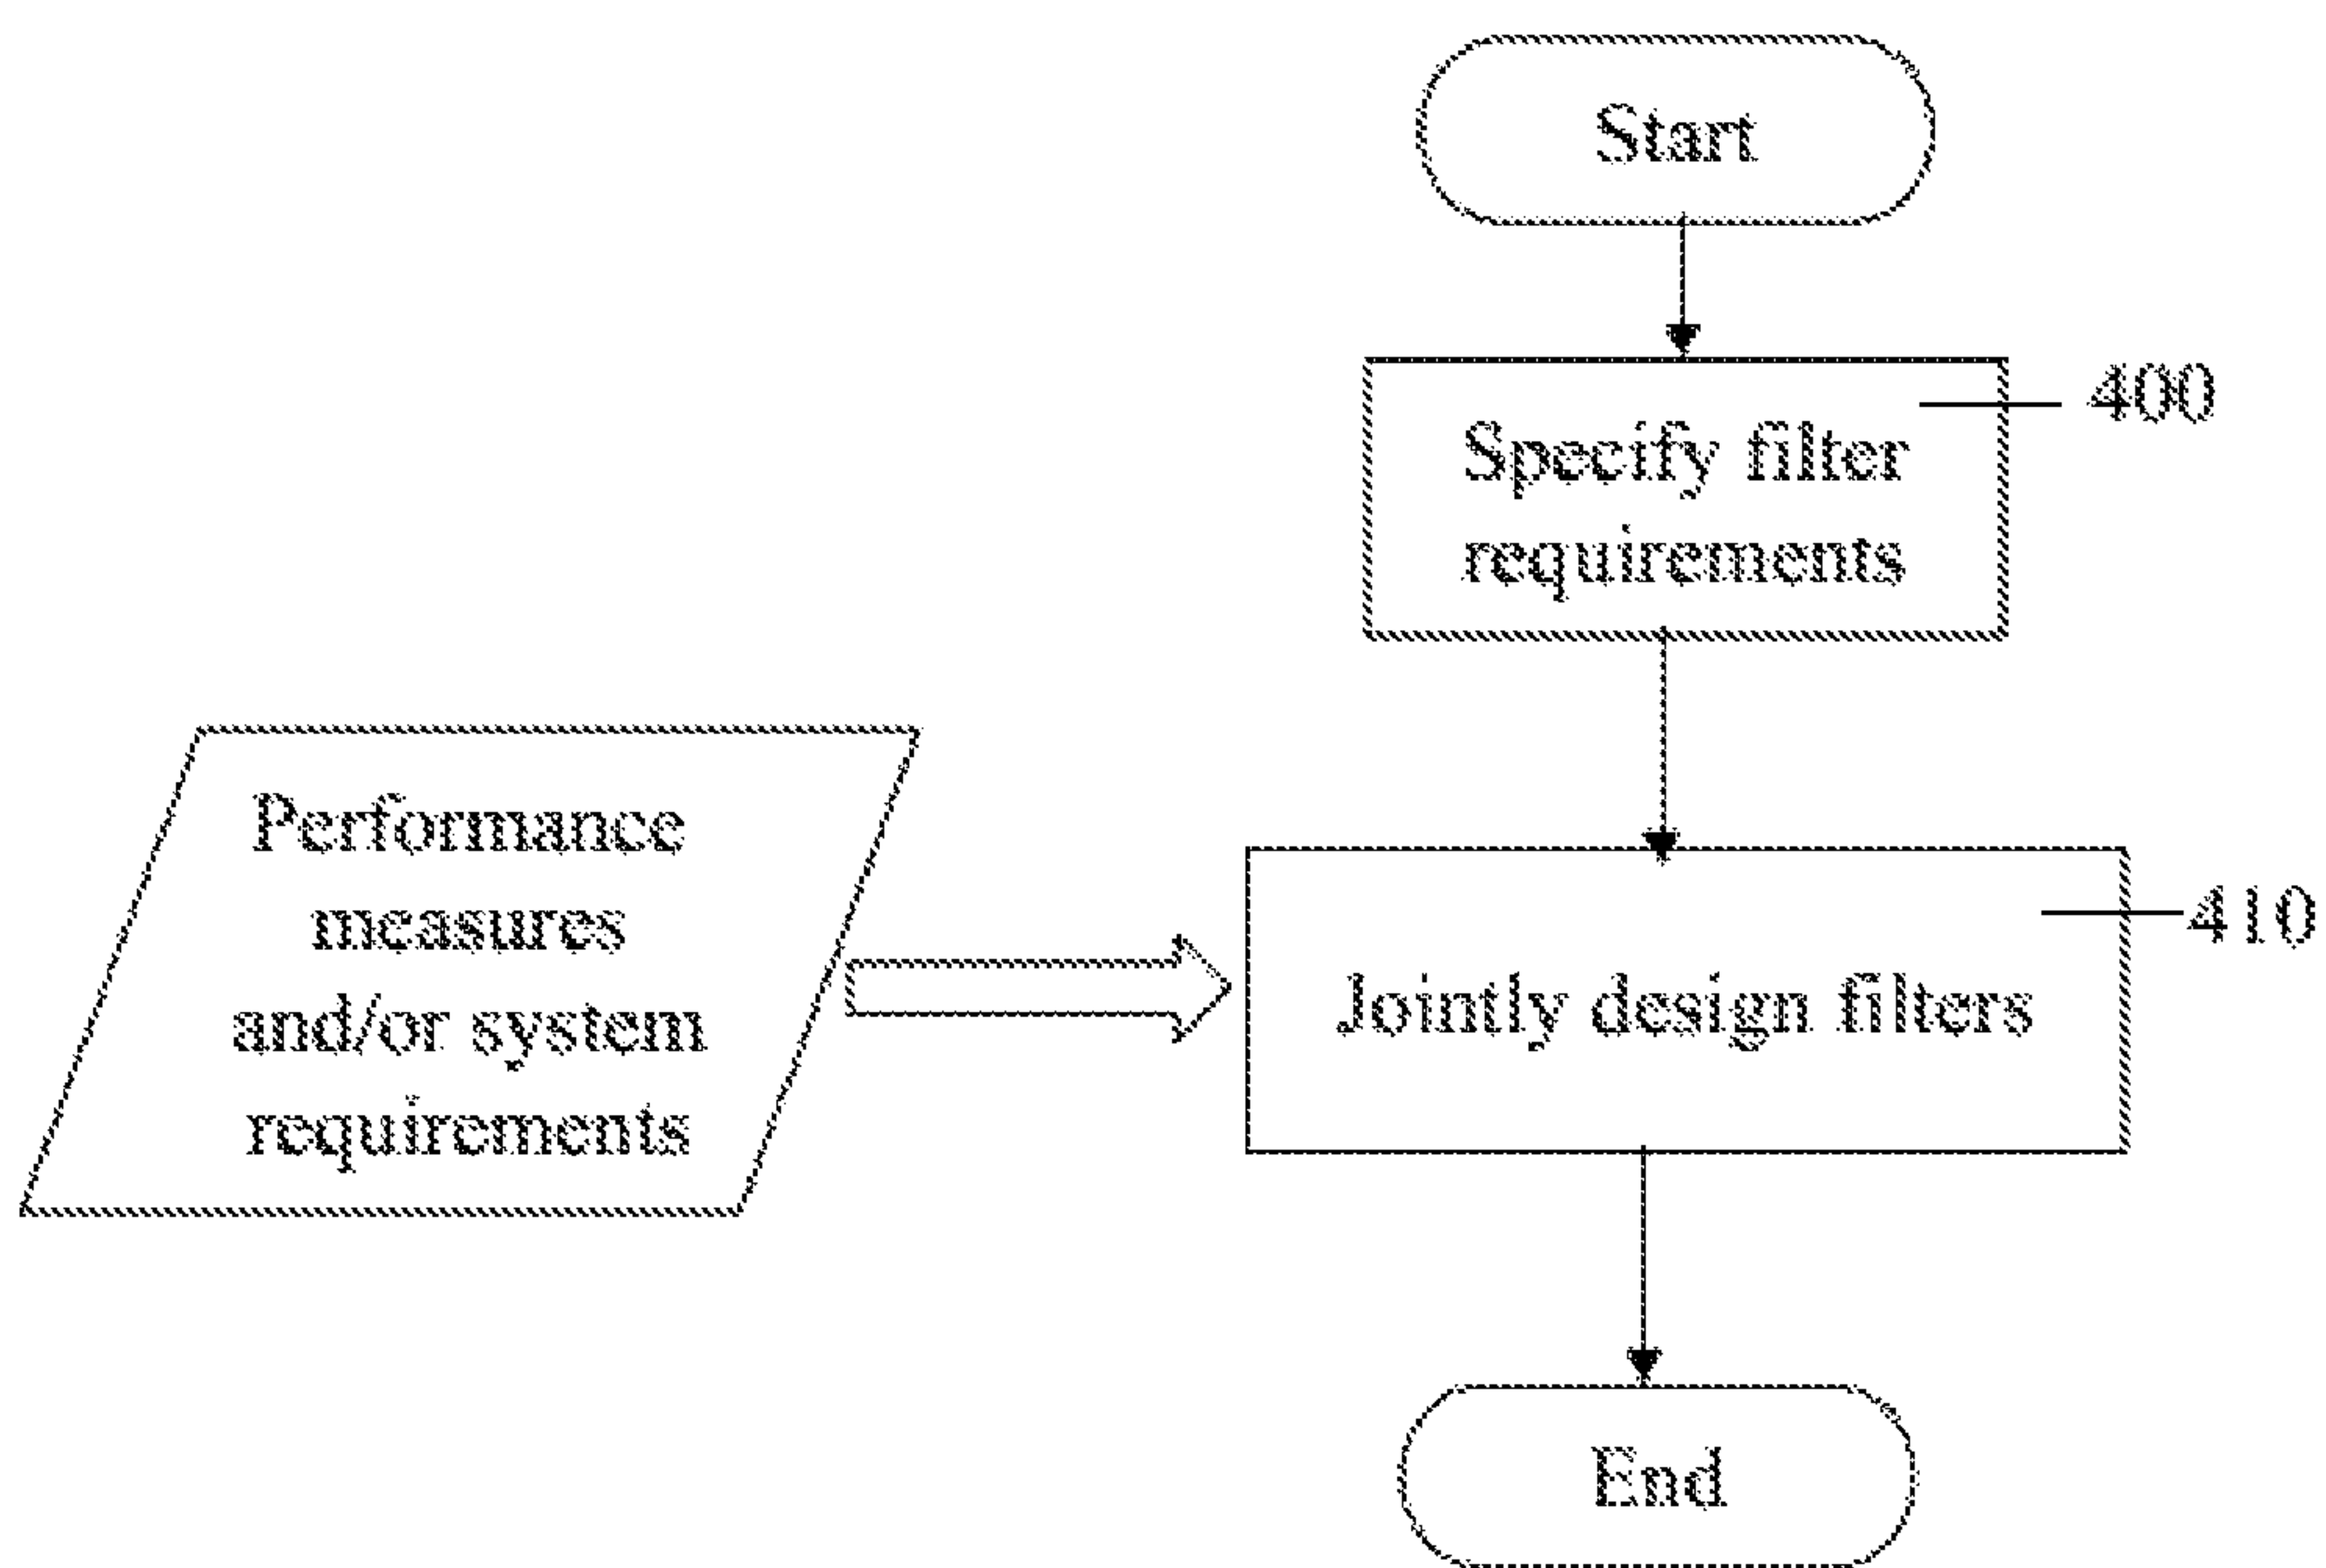 Start
400
Specify filter
requirements
Performance
measures
and/or system
requirements
410
Jointly design filters
End